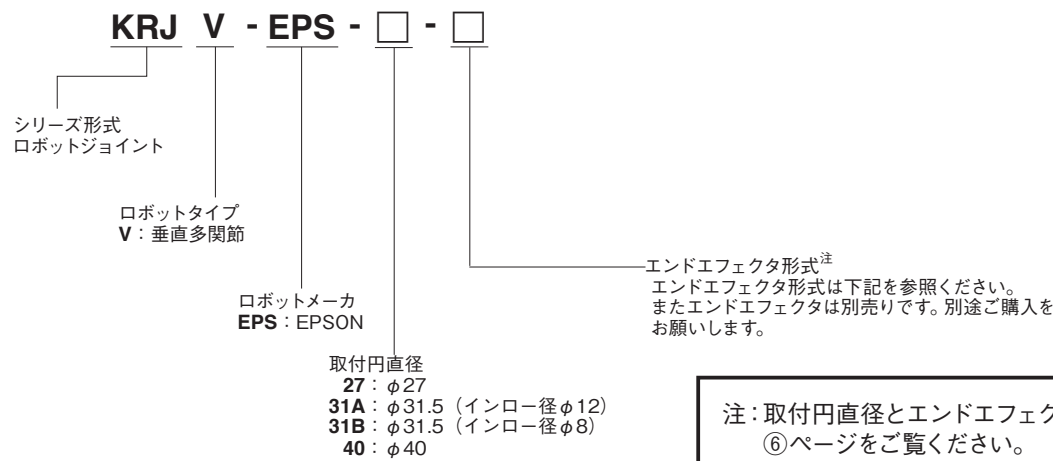 KRJ V - EPS - □ - □
シリーズ形式
ロボットジョイント
ロボットタイプ
V：垂直多関節
ロボットメーカ
EPS：EPSON
取付円直径
27：φ27
31A：φ31.5（インロー径φ12）
31B：φ31.5（インロー径φ8）
40：φ40
エンドエフェクタ形式注
エンドエフェクタ形式は下記を参照ください。
またエンドエフェクタは別売りです。別途ご購入を
お願いします。
注：取付円直径とエンドエフェク
⑥ページをご覧ください。